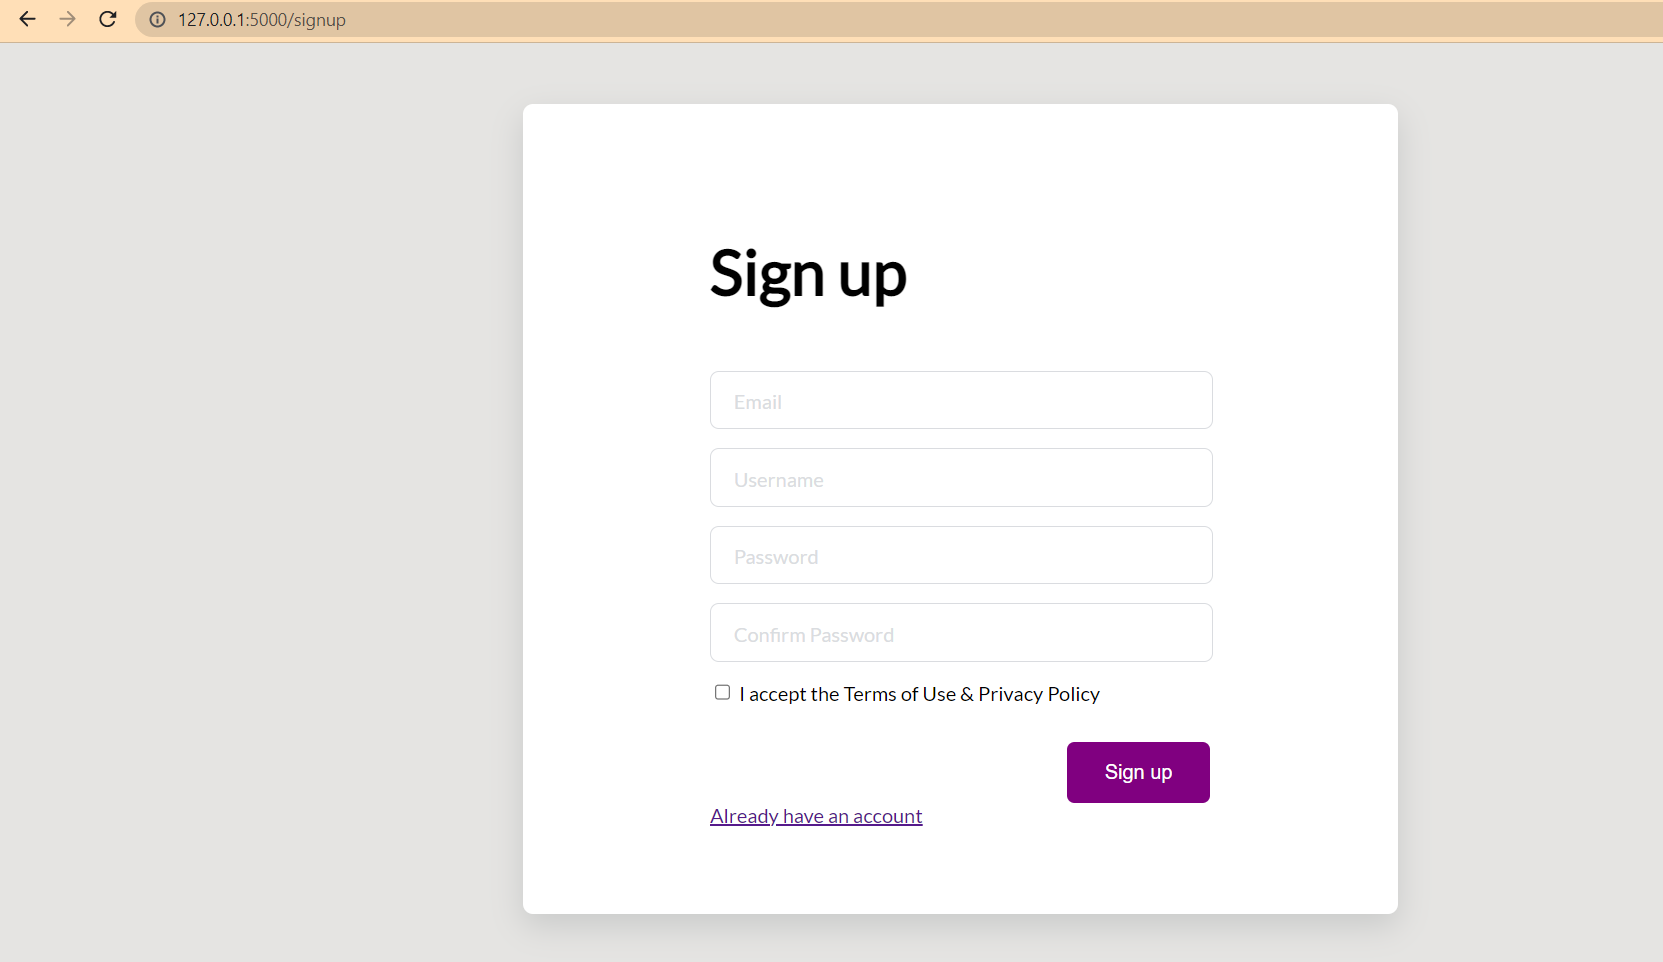 127.0.0.1:5000/signup
Sign up
Email
Username
Password
Confirm Password
I accept the Terms of Use & Privacy Policy
Sign up
Already have an account